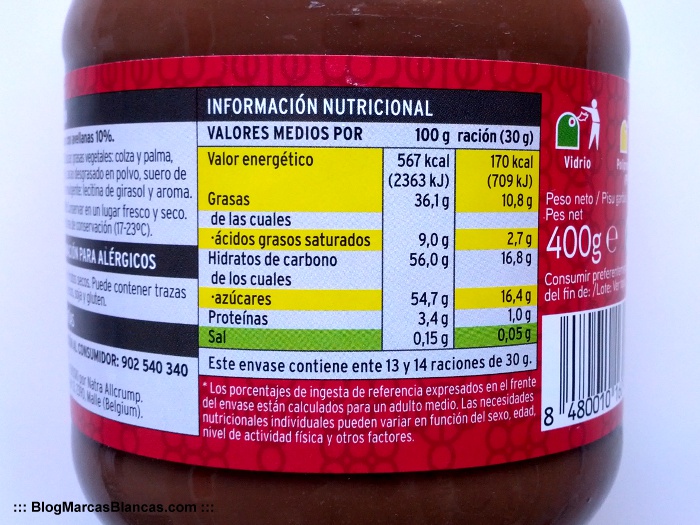 avellanas 10%.
grasas vegetales: colza y palma,
desgrasado en polvo, suero de
lecitina de girasol y aroma.
en un lugar fresco y seco.
conservación (17-23ºC).
PARA ALÉRGICOS
secos. Puede contener trazas
soja y gluten.
AL CONSUMIDOR: 902 540 340
por Natra Allcrump.
Malle (Belgium).
INFORMACIÓN NUTRICIONAL
VALORES MEDIOS POR 100 g ración (30 g)
Valor energético 567 kcal 170 kcal
(2363 kJ) (709 kJ)
Grasas 36,1 g 10,8 g
de las cuales
·ácidos grasos saturados 9,0 g 2,7 g
Hidratos de carbono 56,0 g 16,8 g
de los cuales
·azúcares 54,7 g 16,4 g
Proteínas 3,4 g 1,0 g
Sal 0,15 g 0,05 g
Este envase contiene ente 13 y 14 raciones de 30 g.
* Los porcentajes de ingesta de referencia expresados en el frente
del envase están calculados para un adulto medio. Las necesidades
nutricionales individuales pueden variar en función del sexo, edad,
nivel de actividad física y otros factores.
Vidrio
Peso neto / Pisu
Pes net
400g e
Consumir
del fin de: /Lote: Ver
8 480010
::: BlogMarcasBlancas.com :::